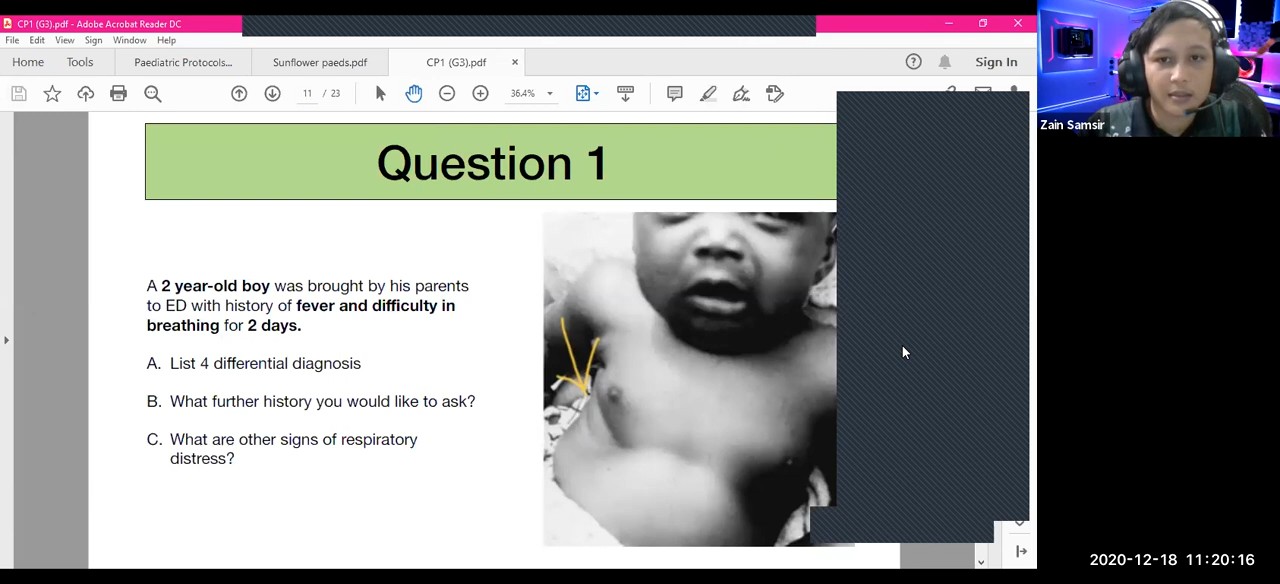 CP1 (G3).pdf - Adobe Acrobat Reader DC
File Edit View Sign Window Help
Home Tools Paediatric Protocols... Sunflower paeds.pdf CP1 (G3).pdf × Sign In
11 / 23 36.4%
Question 1
A 2 year-old boy was brought by his parents
to ED with history of fever and difficulty in
breathing for 2 days.
A. List 4 differential diagnosis
B. What further history you would like to ask?
C. What are other signs of respiratory
distress?
Zain Samsir
2020-12-18 11:20:16